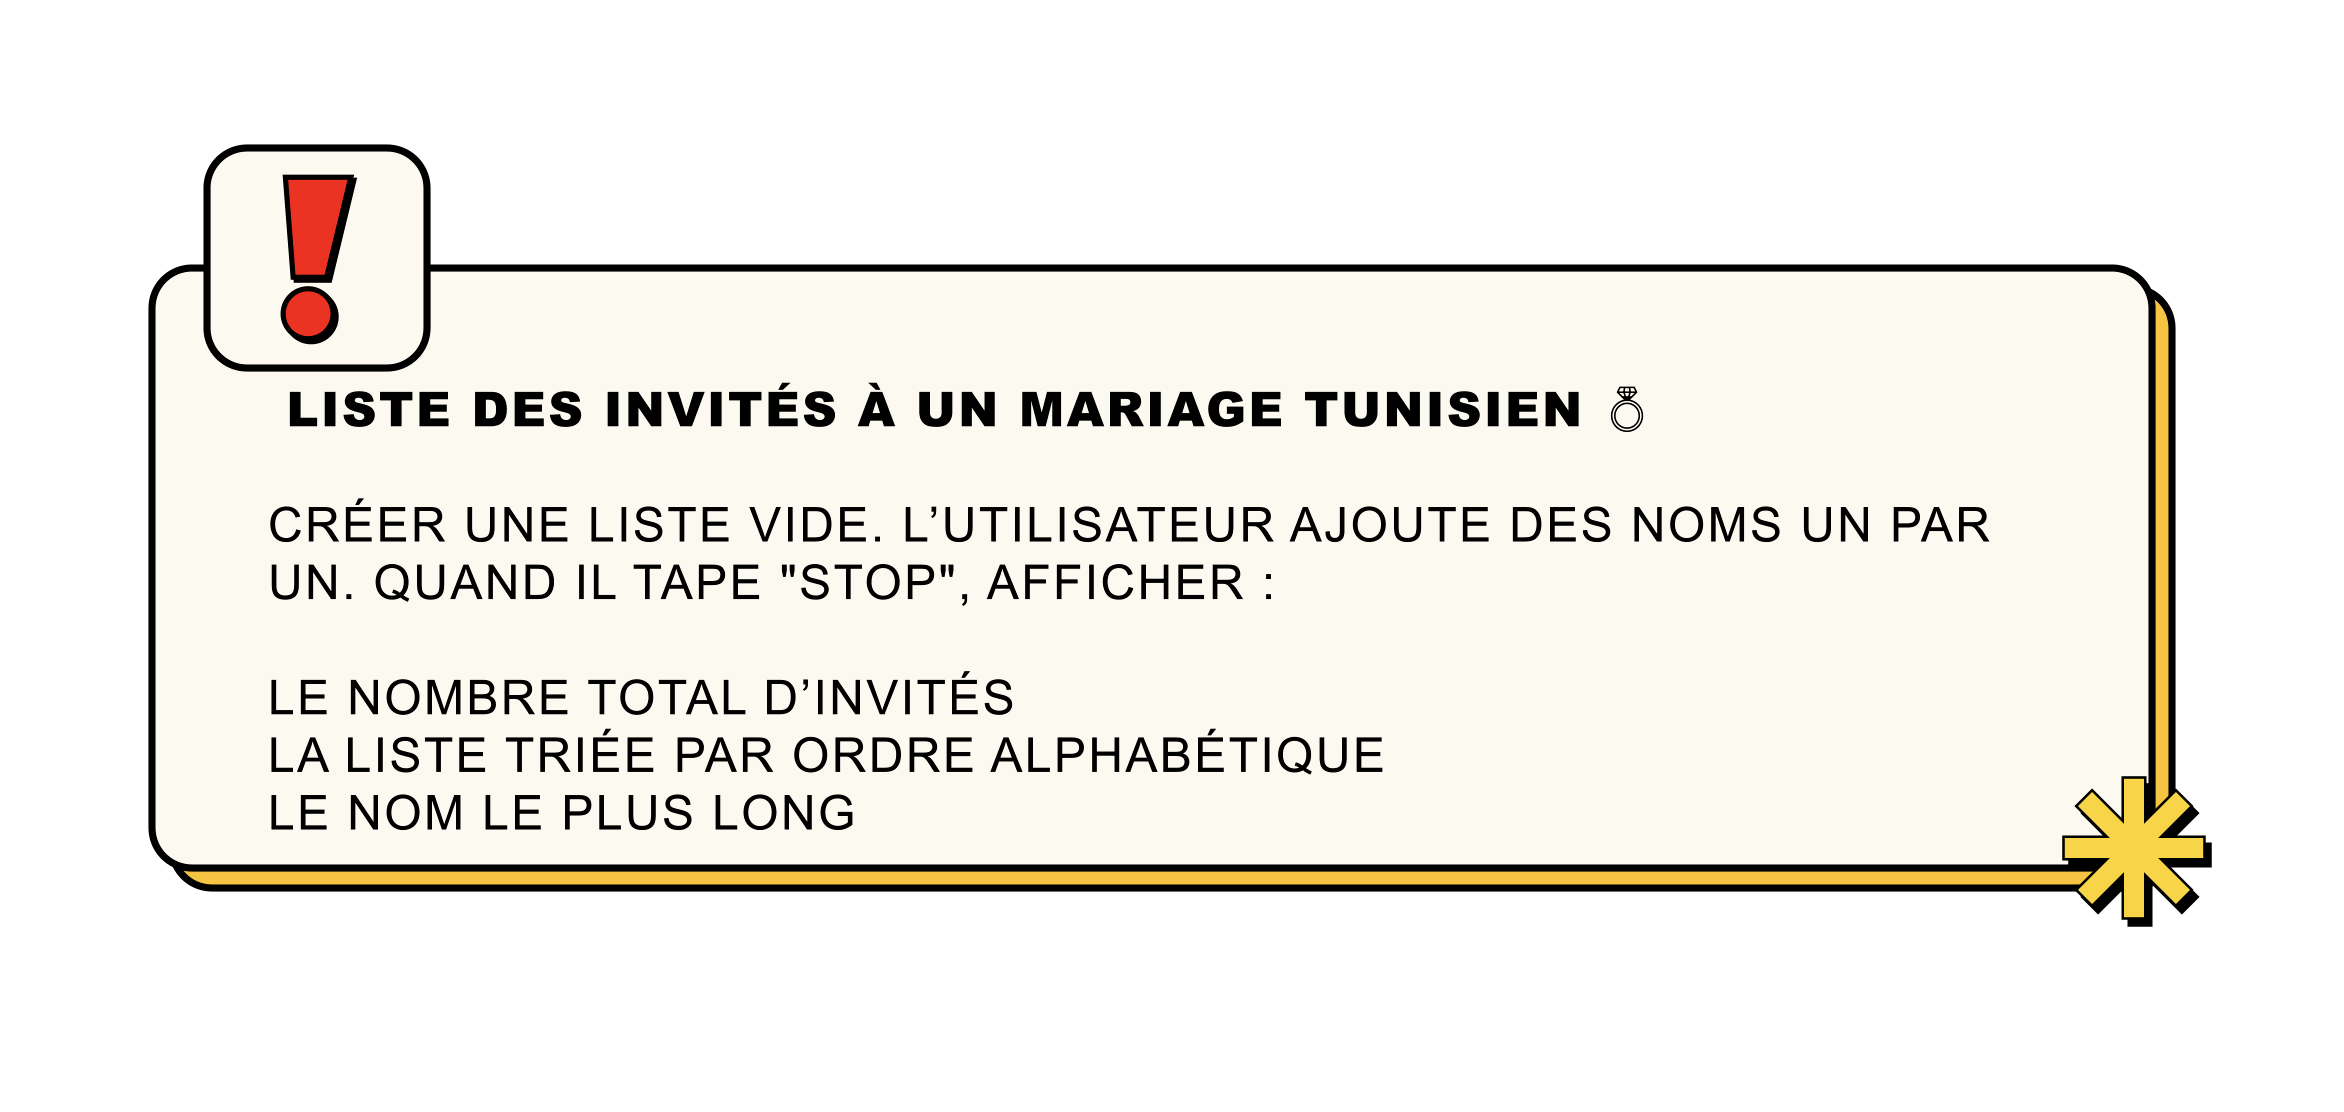 LISTE DES INVITÉS À UN MARIAGE TUNISIEN 💍
CRÉER UNE LISTE VIDE. L’UTILISATEUR AJOUTE DES NOMS UN PAR
UN. QUAND IL TAPE "STOP", AFFICHER :
LE NOMBRE TOTAL D’INVITÉS
LA LISTE TRIÉE PAR ORDRE ALPHABÉTIQUE
LE NOM LE PLUS LONG